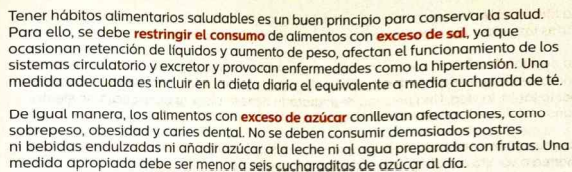 Tener hábitos alimentarios saludables es un buen principio para conservar la salud.
Para ello, se debe restringir el consumo de alimentos con exceso de sal, ya que
ocasionan retención de líquidos y aumento de peso, afectan el funcionamiento de los
sistemas circulatorio y excretor y provocan enfermedades como la hipertensión. Una
medida adecuada es incluir en la dieta diaria el equivalente a media cucharada de té.
De igual manera, los alimentos con exceso de azúcar conllevan afectaciones, como
sobrepeso, obesidad y caries dental. No se deben consumir demasiados postres
ni bebidas endulzadas ni añadir azúcar a la leche ni al agua preparada con frutas. Una
medida apropiada debe ser menor a seis cucharaditas de azúcar al día.